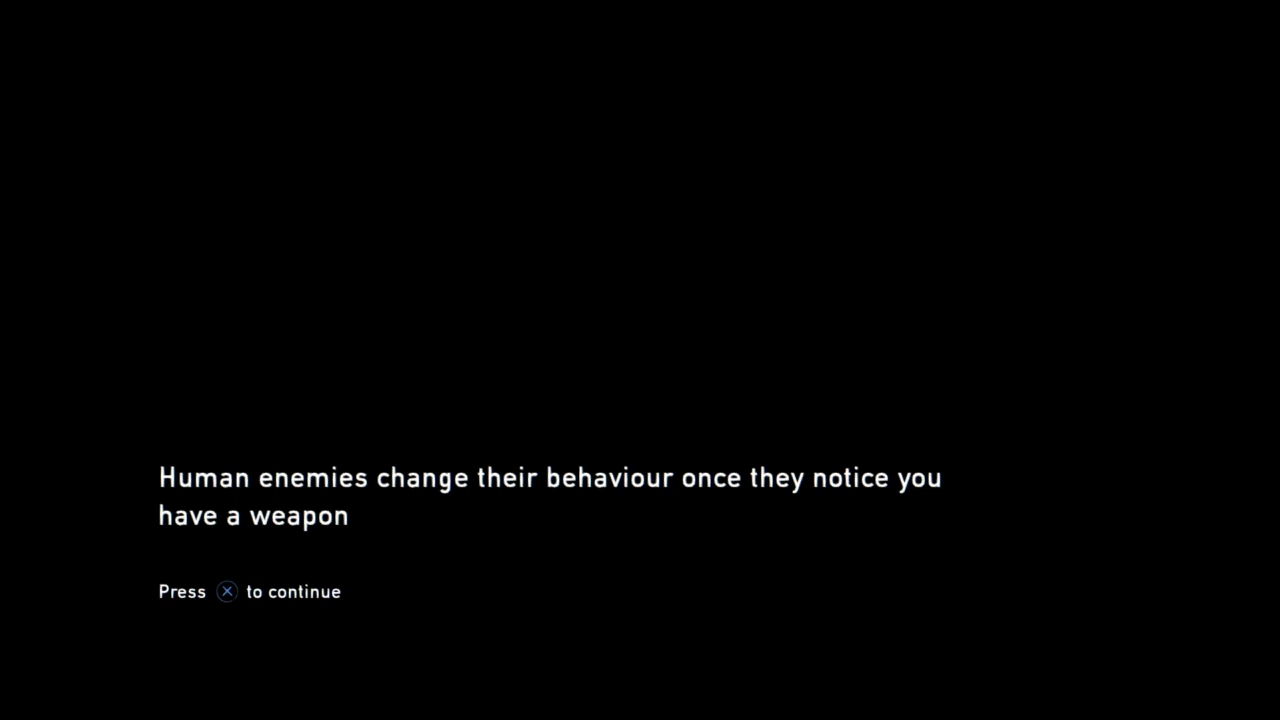 Human enemies change their behaviour once they notice you
have a weapon
Press ⊗ to continue